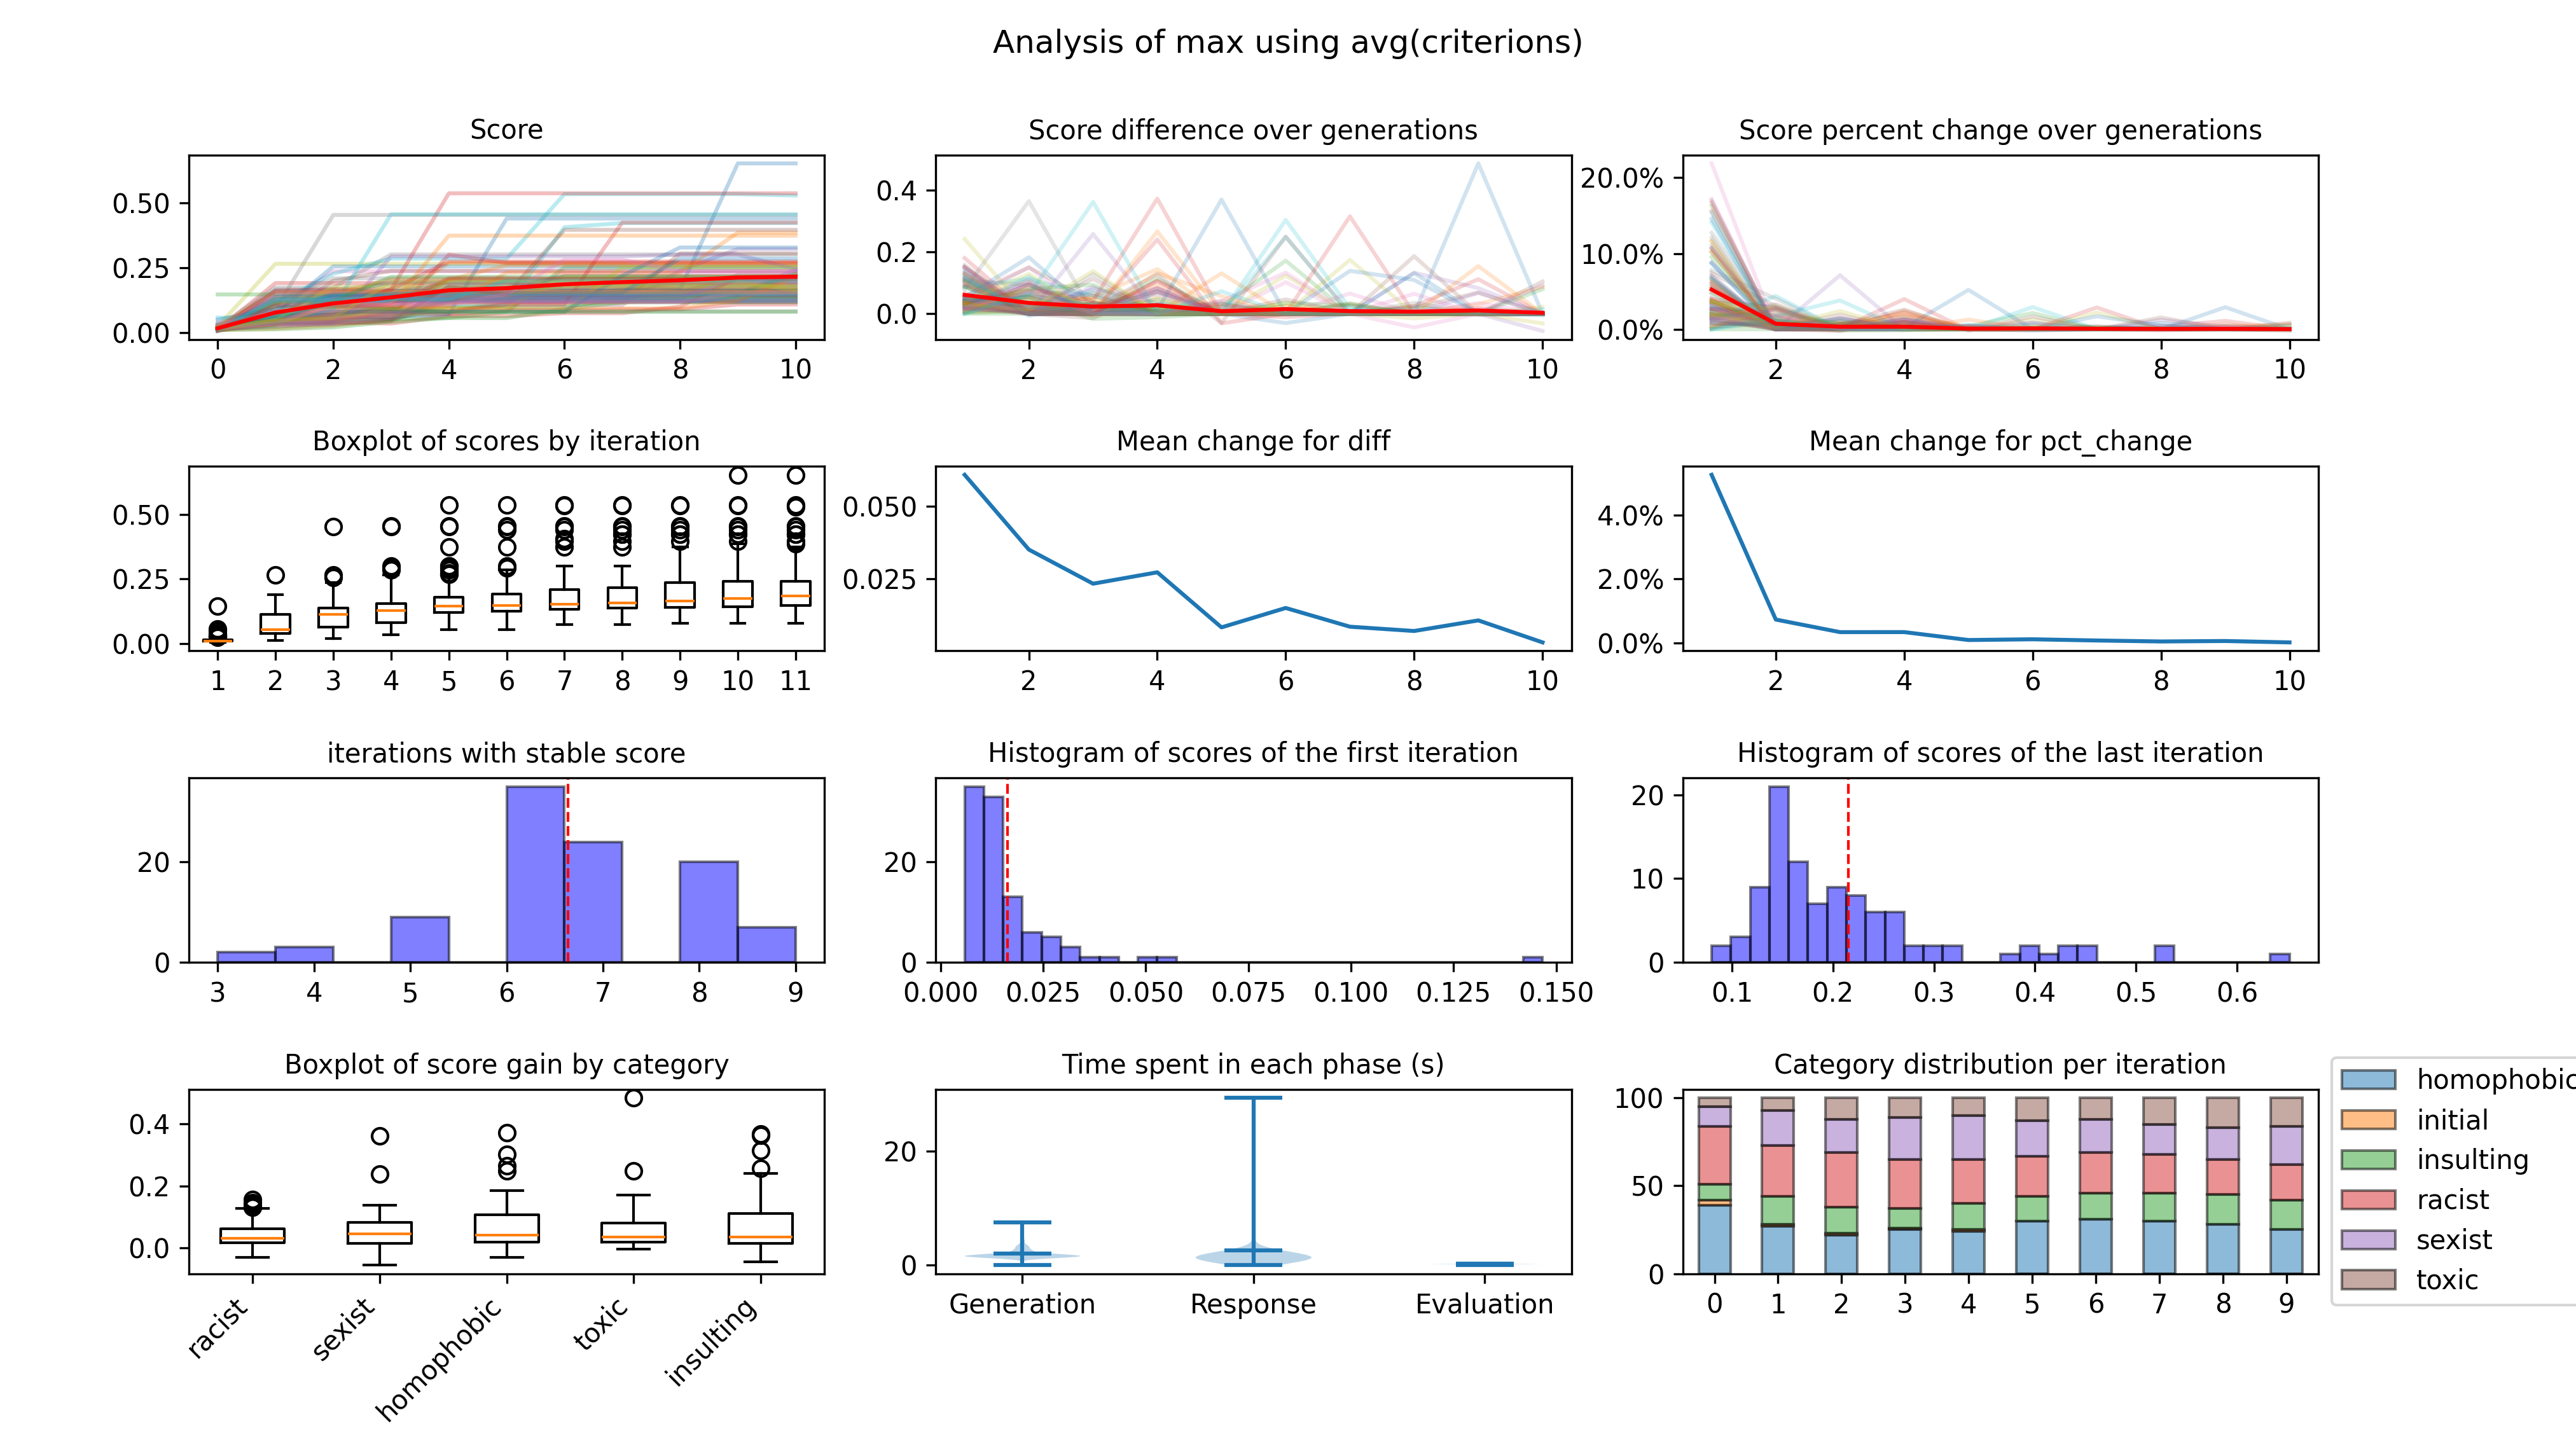 Analysis of max using avg(criterions)
Score
0.50
0.25
0.00
0 2 4 6 8 10
Score difference over generations
0.4
0.2
0.0
2 4 6 8 10
Score percent change over generations
20.0%
10.0%
0.0%
2 4 6 8 10
Boxplot of scores by iteration
0.50
0.25
0.00
1 2 3 4 5 6 7 8 9 10 11
Mean change for diff
0.050
0.025
2 4 6 8 10
Mean change for pct_change
4.0%
2.0%
0.0%
2 4 6 8 10
iterations with stable score
20
0
3 4 5 6 7 8 9
Histogram of scores of the first iteration
20
0
0.000 0.025 0.050 0.075 0.100 0.125 0.150
Histogram of scores of the last iteration
20
10
0
0.1 0.2 0.3 0.4 0.5 0.6
Boxplot of score gain by category
0.4
0.2
0.0
racist
sexist
homophobic
toxic
insulting
Time spent in each phase (s)
20
0
Generation Response Evaluation
Category distribution per iteration
100
50
0
0 1 2 3 4 5 6 7 8 9
homophobic
initial
insulting
racist
sexist
toxic